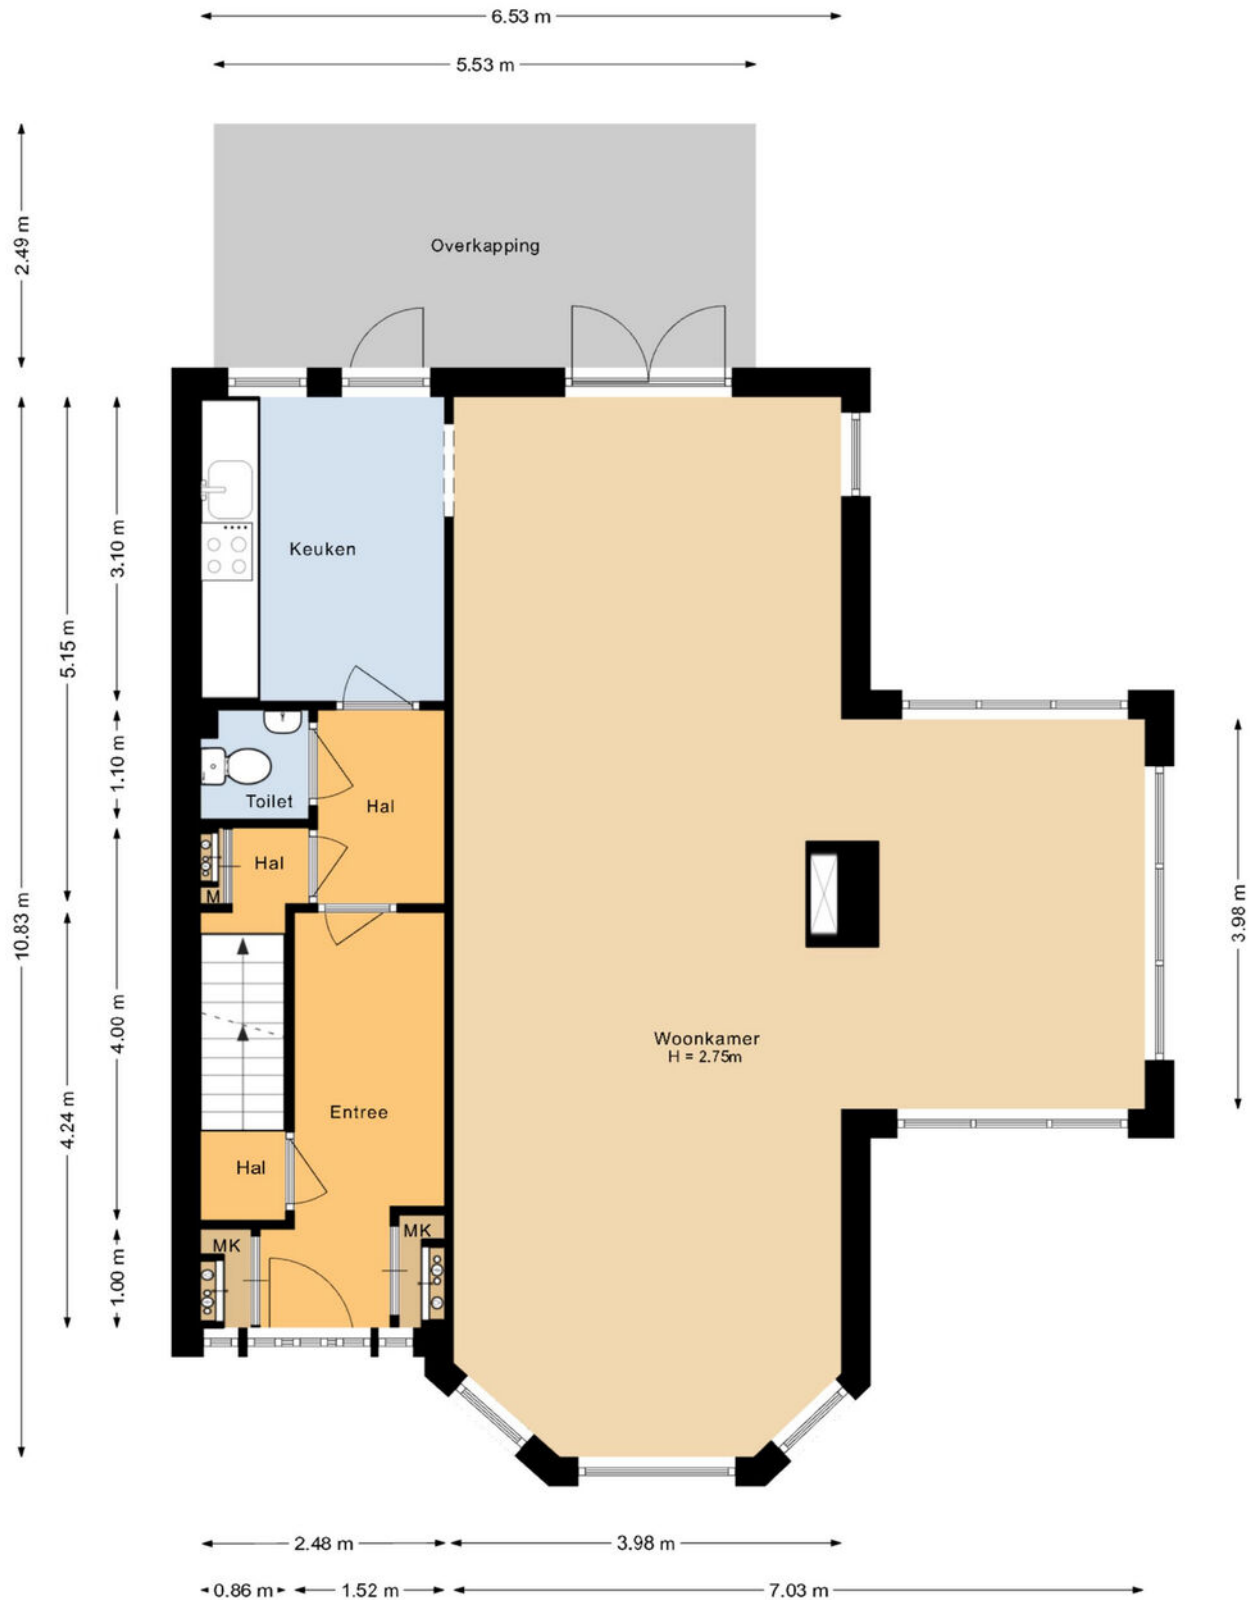 6.53 m
5.53 m
2.49 m
Overkapping
10.83 m
5.15 m
3.10 m
Keuken
1.10 m
Toilet
Hal
Hal
M
3.98 m
4.24 m
4.00 m
Woonkamer
H = 2.75m
Entree
Hal
MK
MK
1.00 m
2.48 m
3.98 m
0.86 m
1.52 m
7.03 m